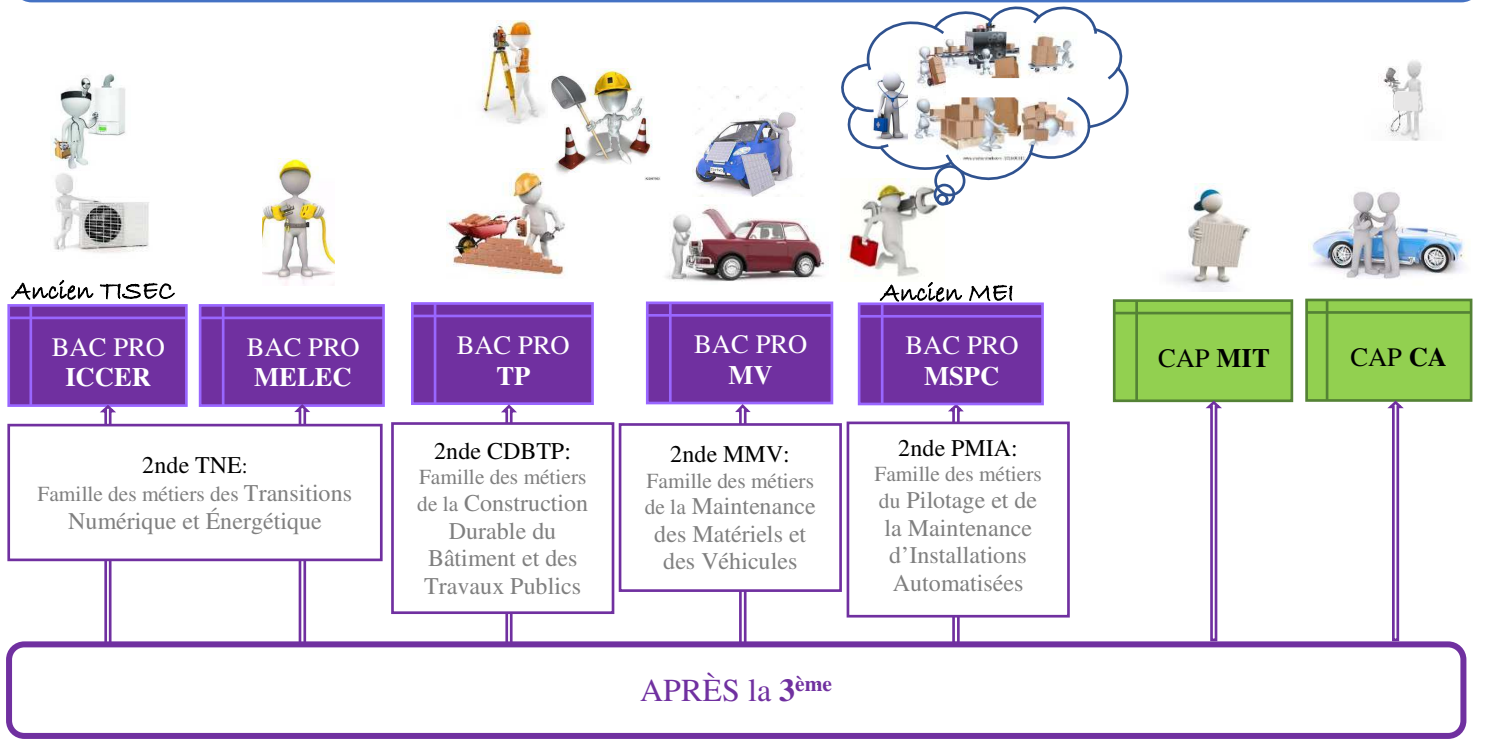 Ancien TISEC
Ancien MEI
BAC PRO
ICCER
BAC PRO
MELEC
BAC PRO
TP
BAC PRO
MV
BAC PRO
MSPC
CAP MIT
CAP CA
2nde TNE:
Famille des métiers des Transitions
Numérique et Énergétique
2nde CDBTP:
Famille des métiers
de la Construction
Durable du
Bâtiment et des
Travaux Publics
2nde MMV:
Famille des métiers
de la Maintenance
des Matériels et
des Véhicules
2nde PMIA:
Famille des métiers
du Pilotage et de
la Maintenance
d’Installations
Automatisées
APRÈS la 3ème